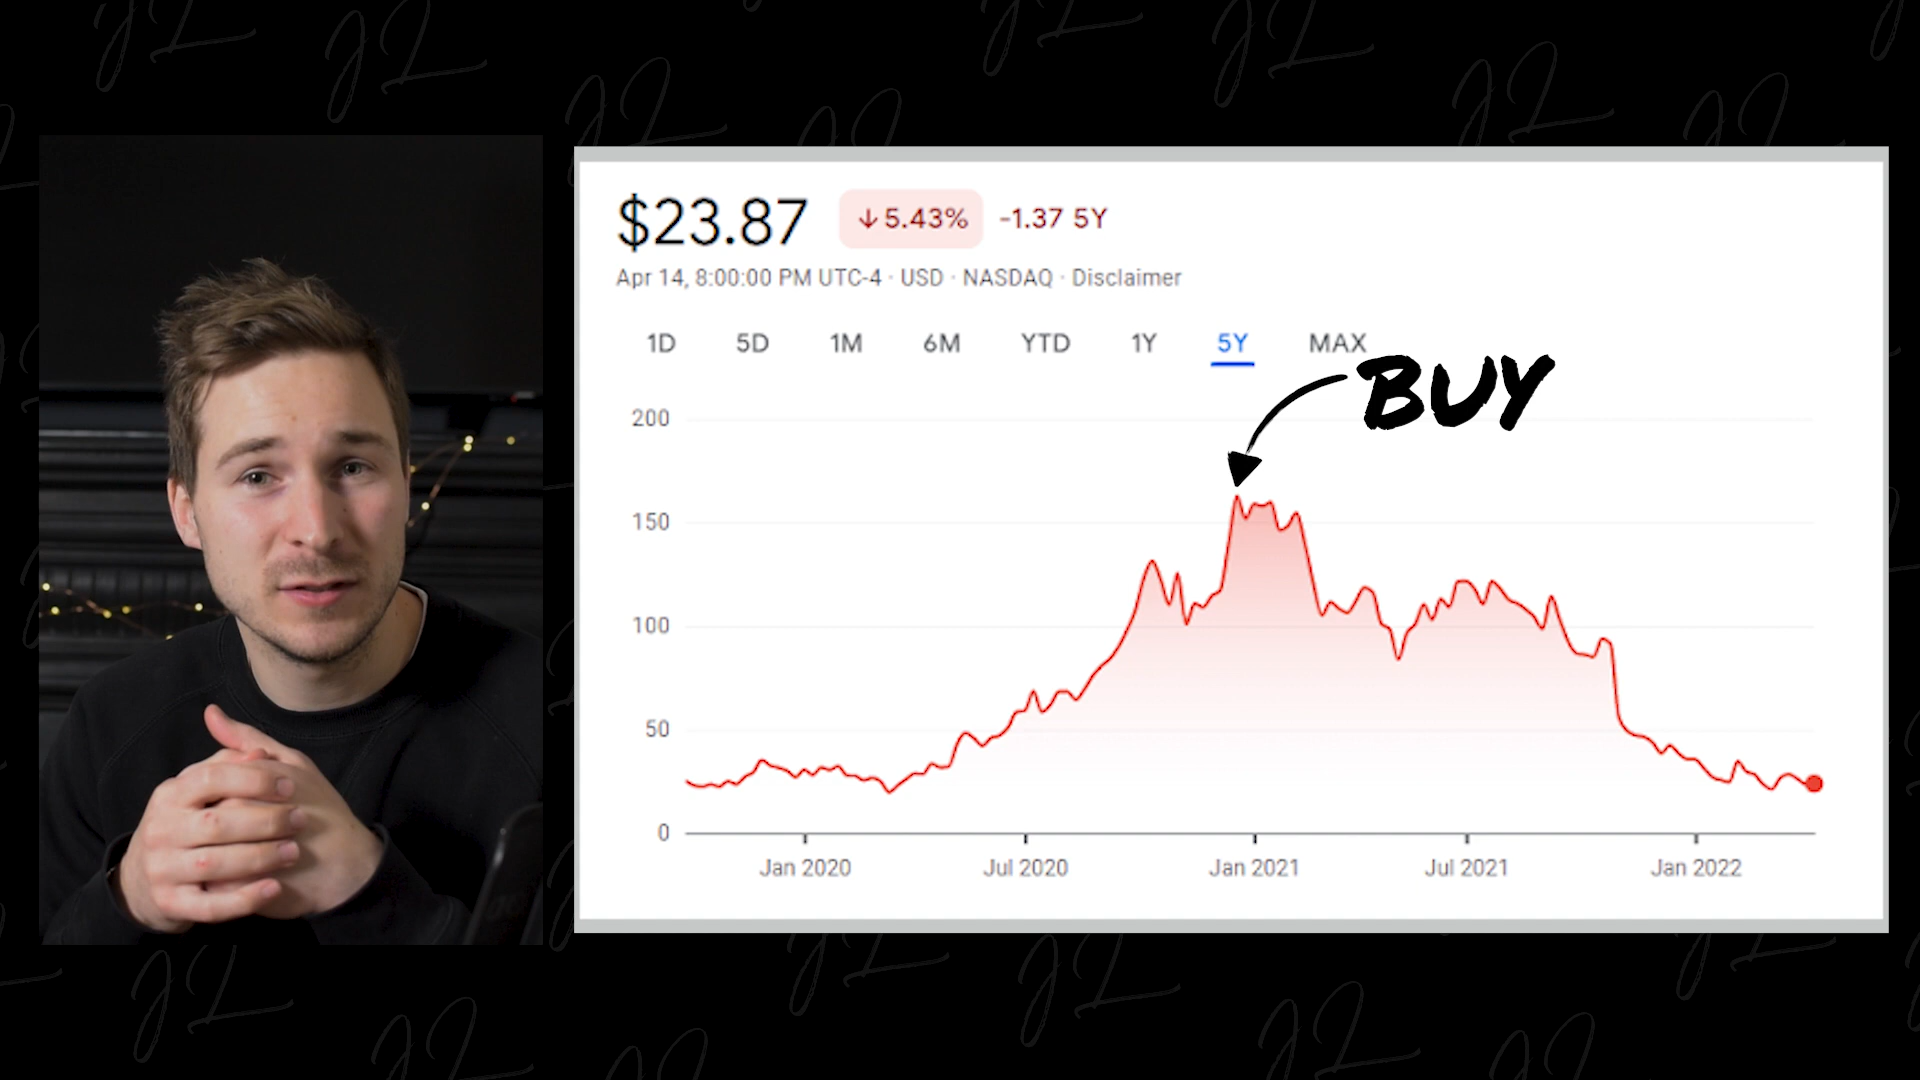 $23.87 ↓5.43% -1.37 5Y
Apr 14, 8:00:00 PM UTC-4 · USD · NASDAQ · Disclaimer
1D 5D 1M 6M YTD 1Y 5Y MAX
BUY
200
150
100
50
0
Jan 2020 Jul 2020 Jan 2021 Jul 2021 Jan 2022